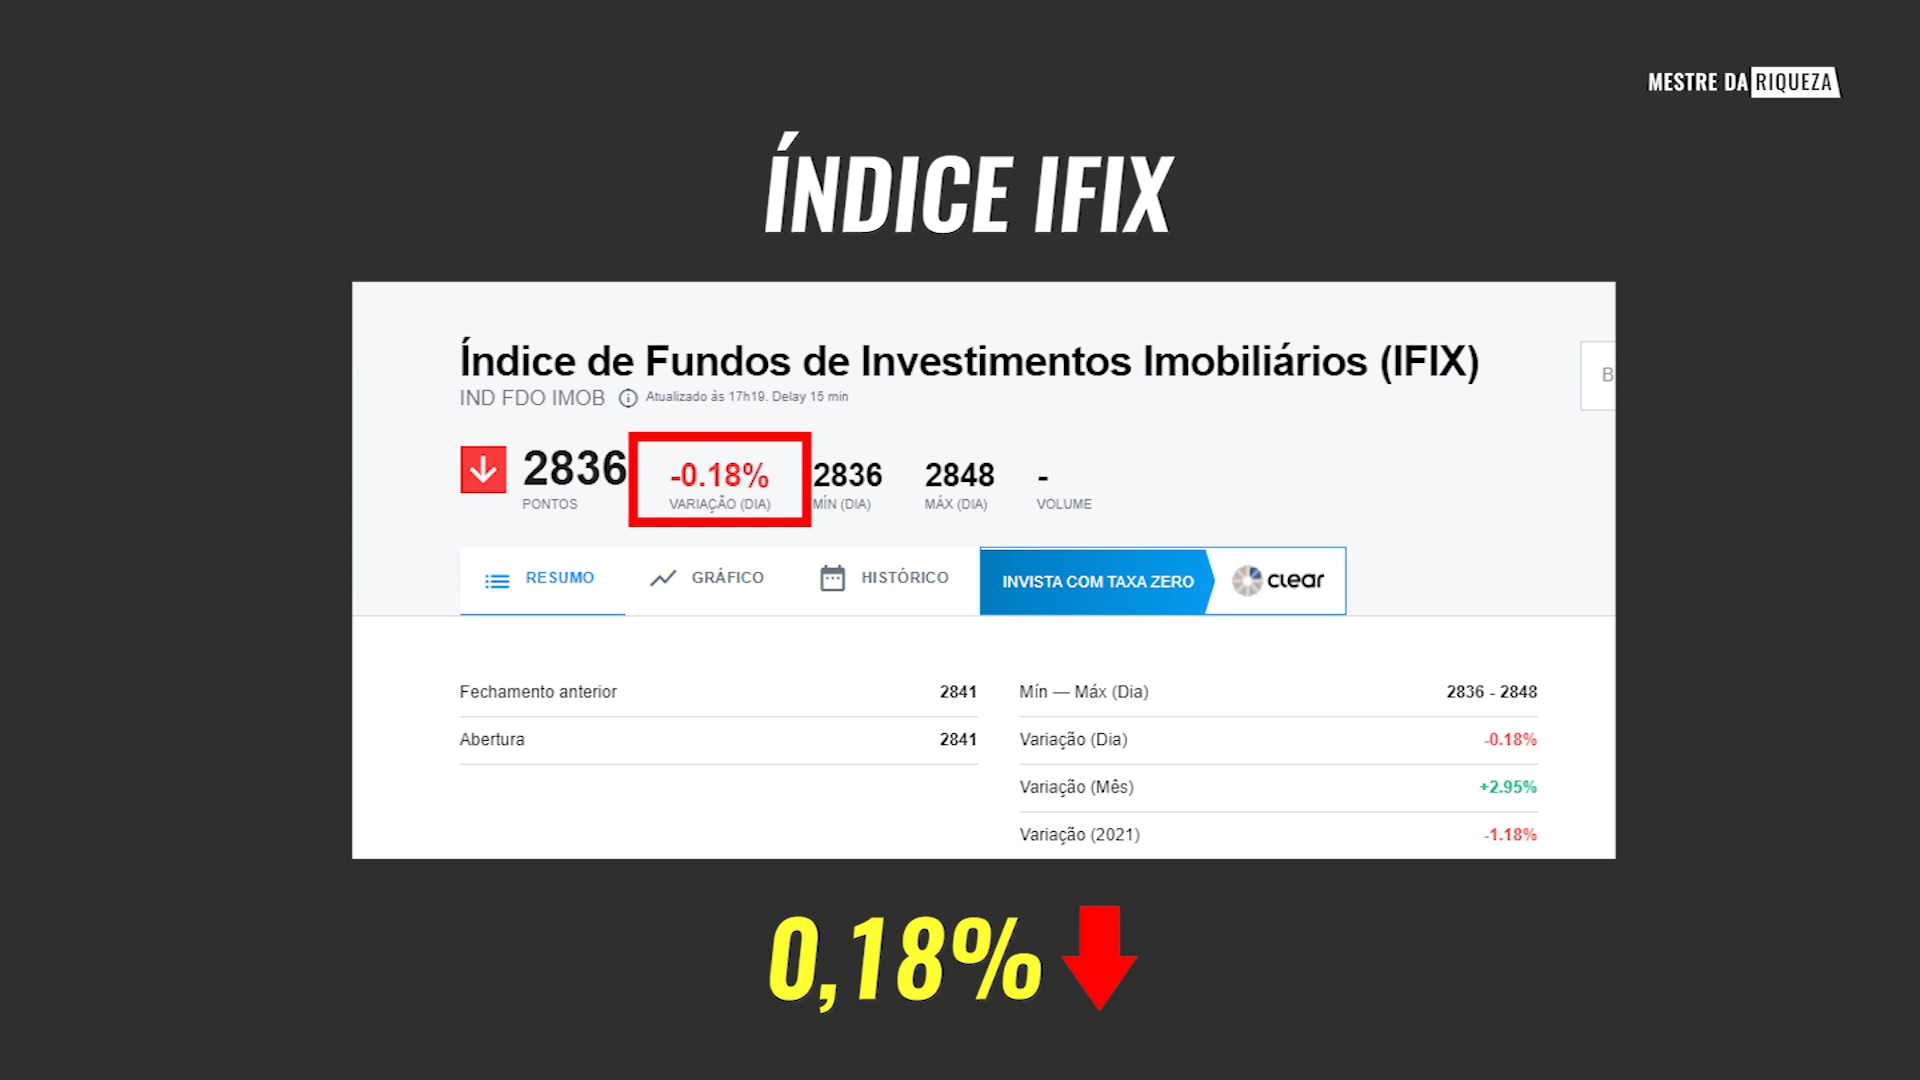 MESTRE DA RIQUEZA
ÍNDICE IFIX
Índice de Fundos de Investimentos Imobiliários (IFIX)
IND FDO IMOB Atualizado às 17h19. Delay 15 min
B
2836 -0.18% 2836 2848 -
PONTOS VARIAÇÃO (DIA) MÍN (DIA) MÁX (DIA) VOLUME
RESUMO GRÁFICO HISTÓRICO INVISTA COM TAXA ZERO clear
Fechamento anterior 2841 Mín — Máx (Dia) 2836 - 2848
Abertura 2841 Variação (Dia) -0.18%
Variação (Mês) +2.95%
Variação (2021) -1.18%
0,18%